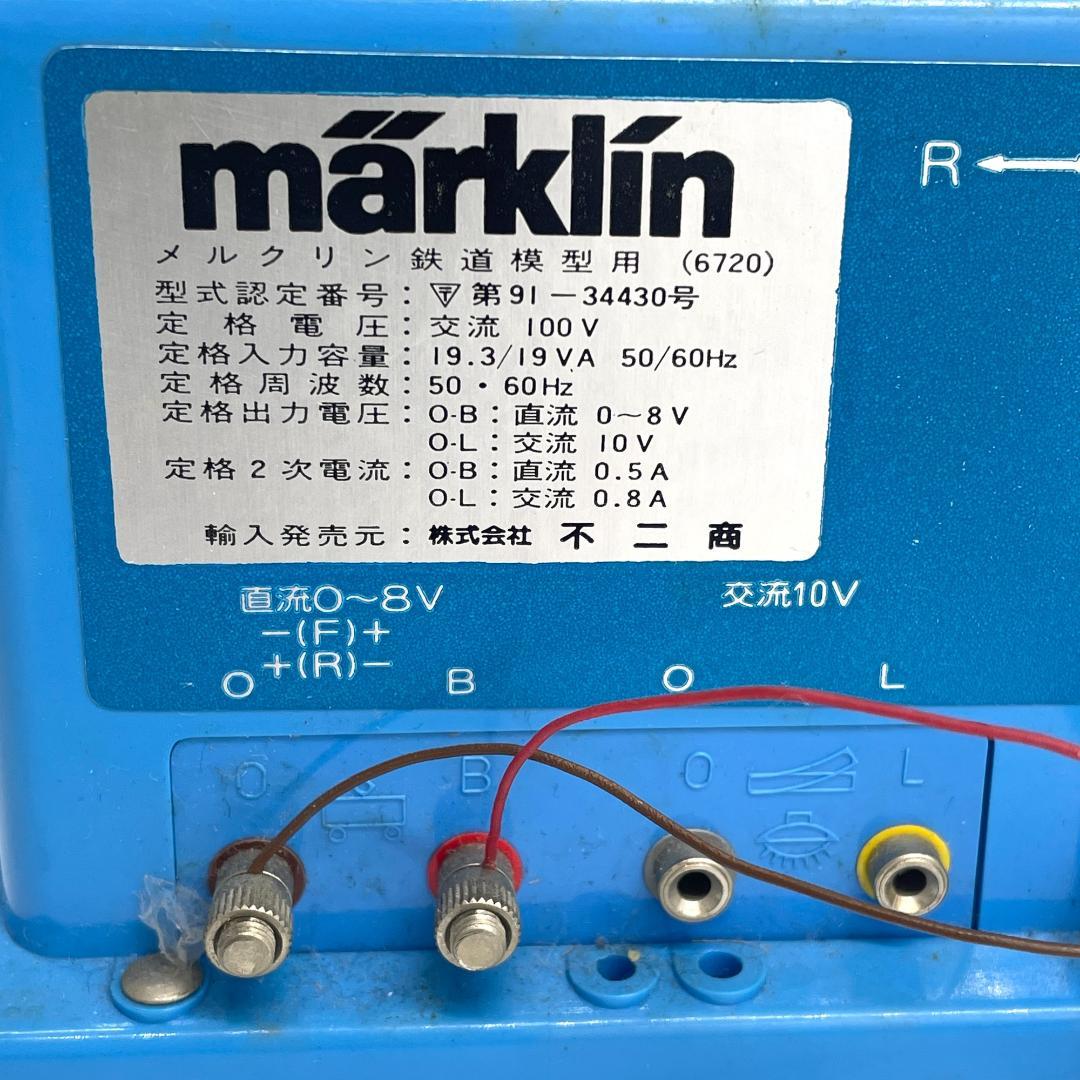 märklin
メルクリン鉄道模型用 (6720)
型式認定番号：〒第91－34430号
定格電圧：交流 100V
定格入力容量：19.3/19VA 50/60Hz
定格周波数：50・60Hz
定格出力電圧：O-B：直流 0～8V
O-L：交流 10V
定格2次電流：O-B：直流 0.5A
O-L：交流 0.8A
輸入発売元：株式会社 不二商
R
直流0～8V
－(F)＋
＋(R)－
O B
交流10V
O L
O B O L